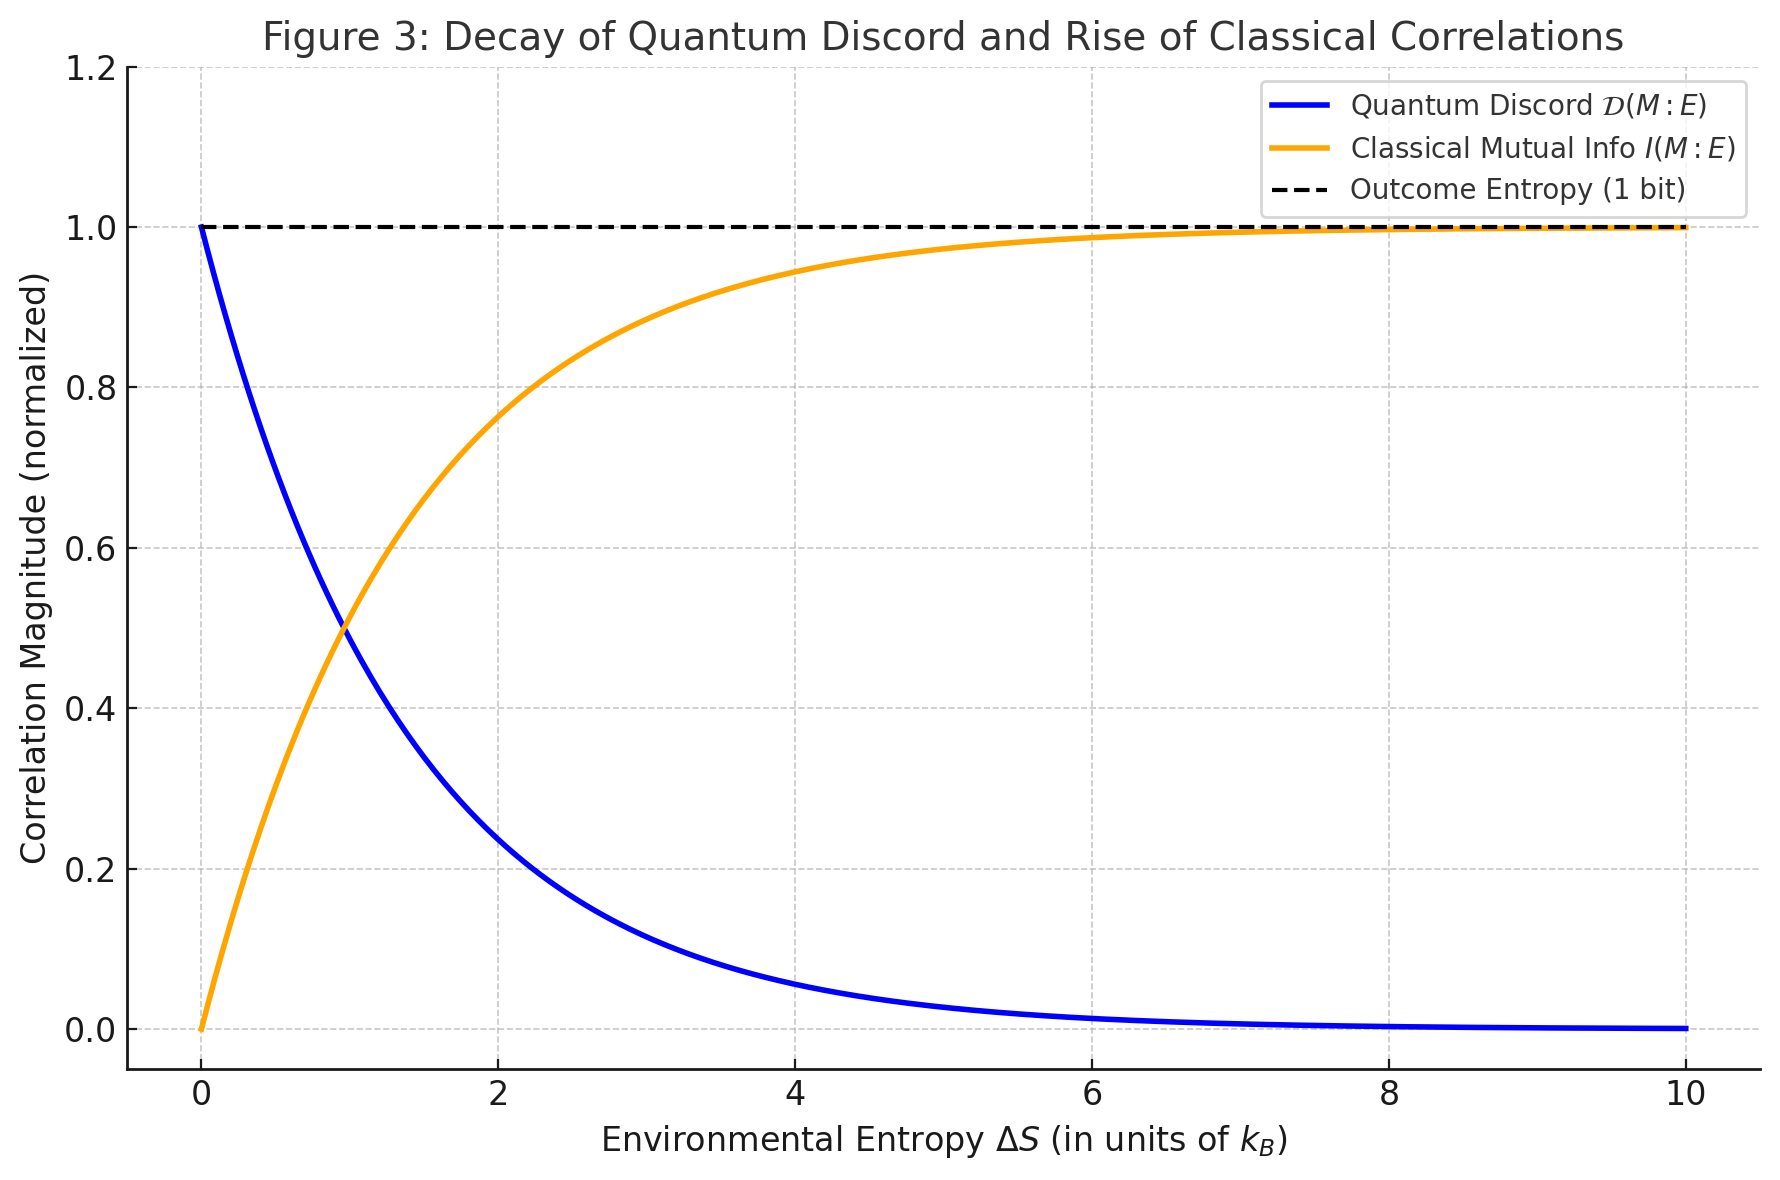 Figure 3: Decay of Quantum Discord and Rise of Classical Correlations
Quantum Discord 𝒟(M : E)
Classical Mutual Info I(M : E)
Outcome Entropy (1 bit)
Correlation Magnitude (normalized)
1.2
1.0
0.8
0.6
0.4
0.2
0.0
0 2 4 6 8 10
Environmental Entropy ΔS (in units of k_B)